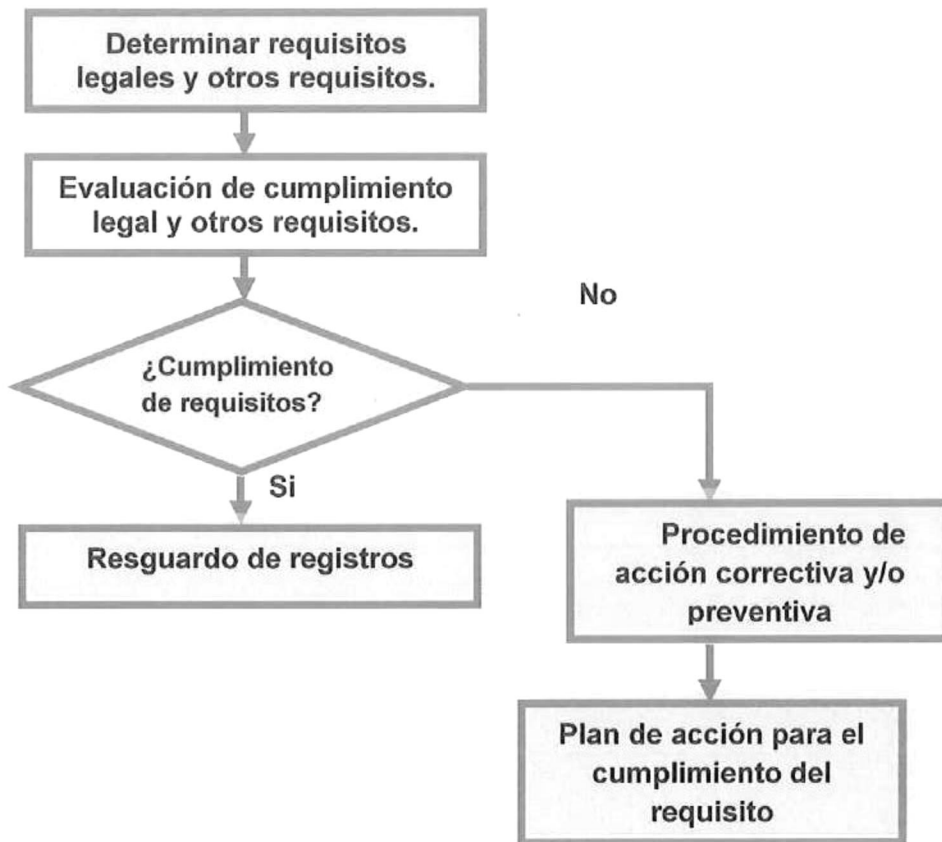 Determinar requisitos
legales y otros requisitos.
Evaluación de cumplimiento
legal y otros requisitos.
No
¿Cumplimiento
de requisitos?
Si
Resguardo de registros
Procedimiento de
acción correctiva y/o
preventiva
Plan de acción para el
cumplimiento del
requisito